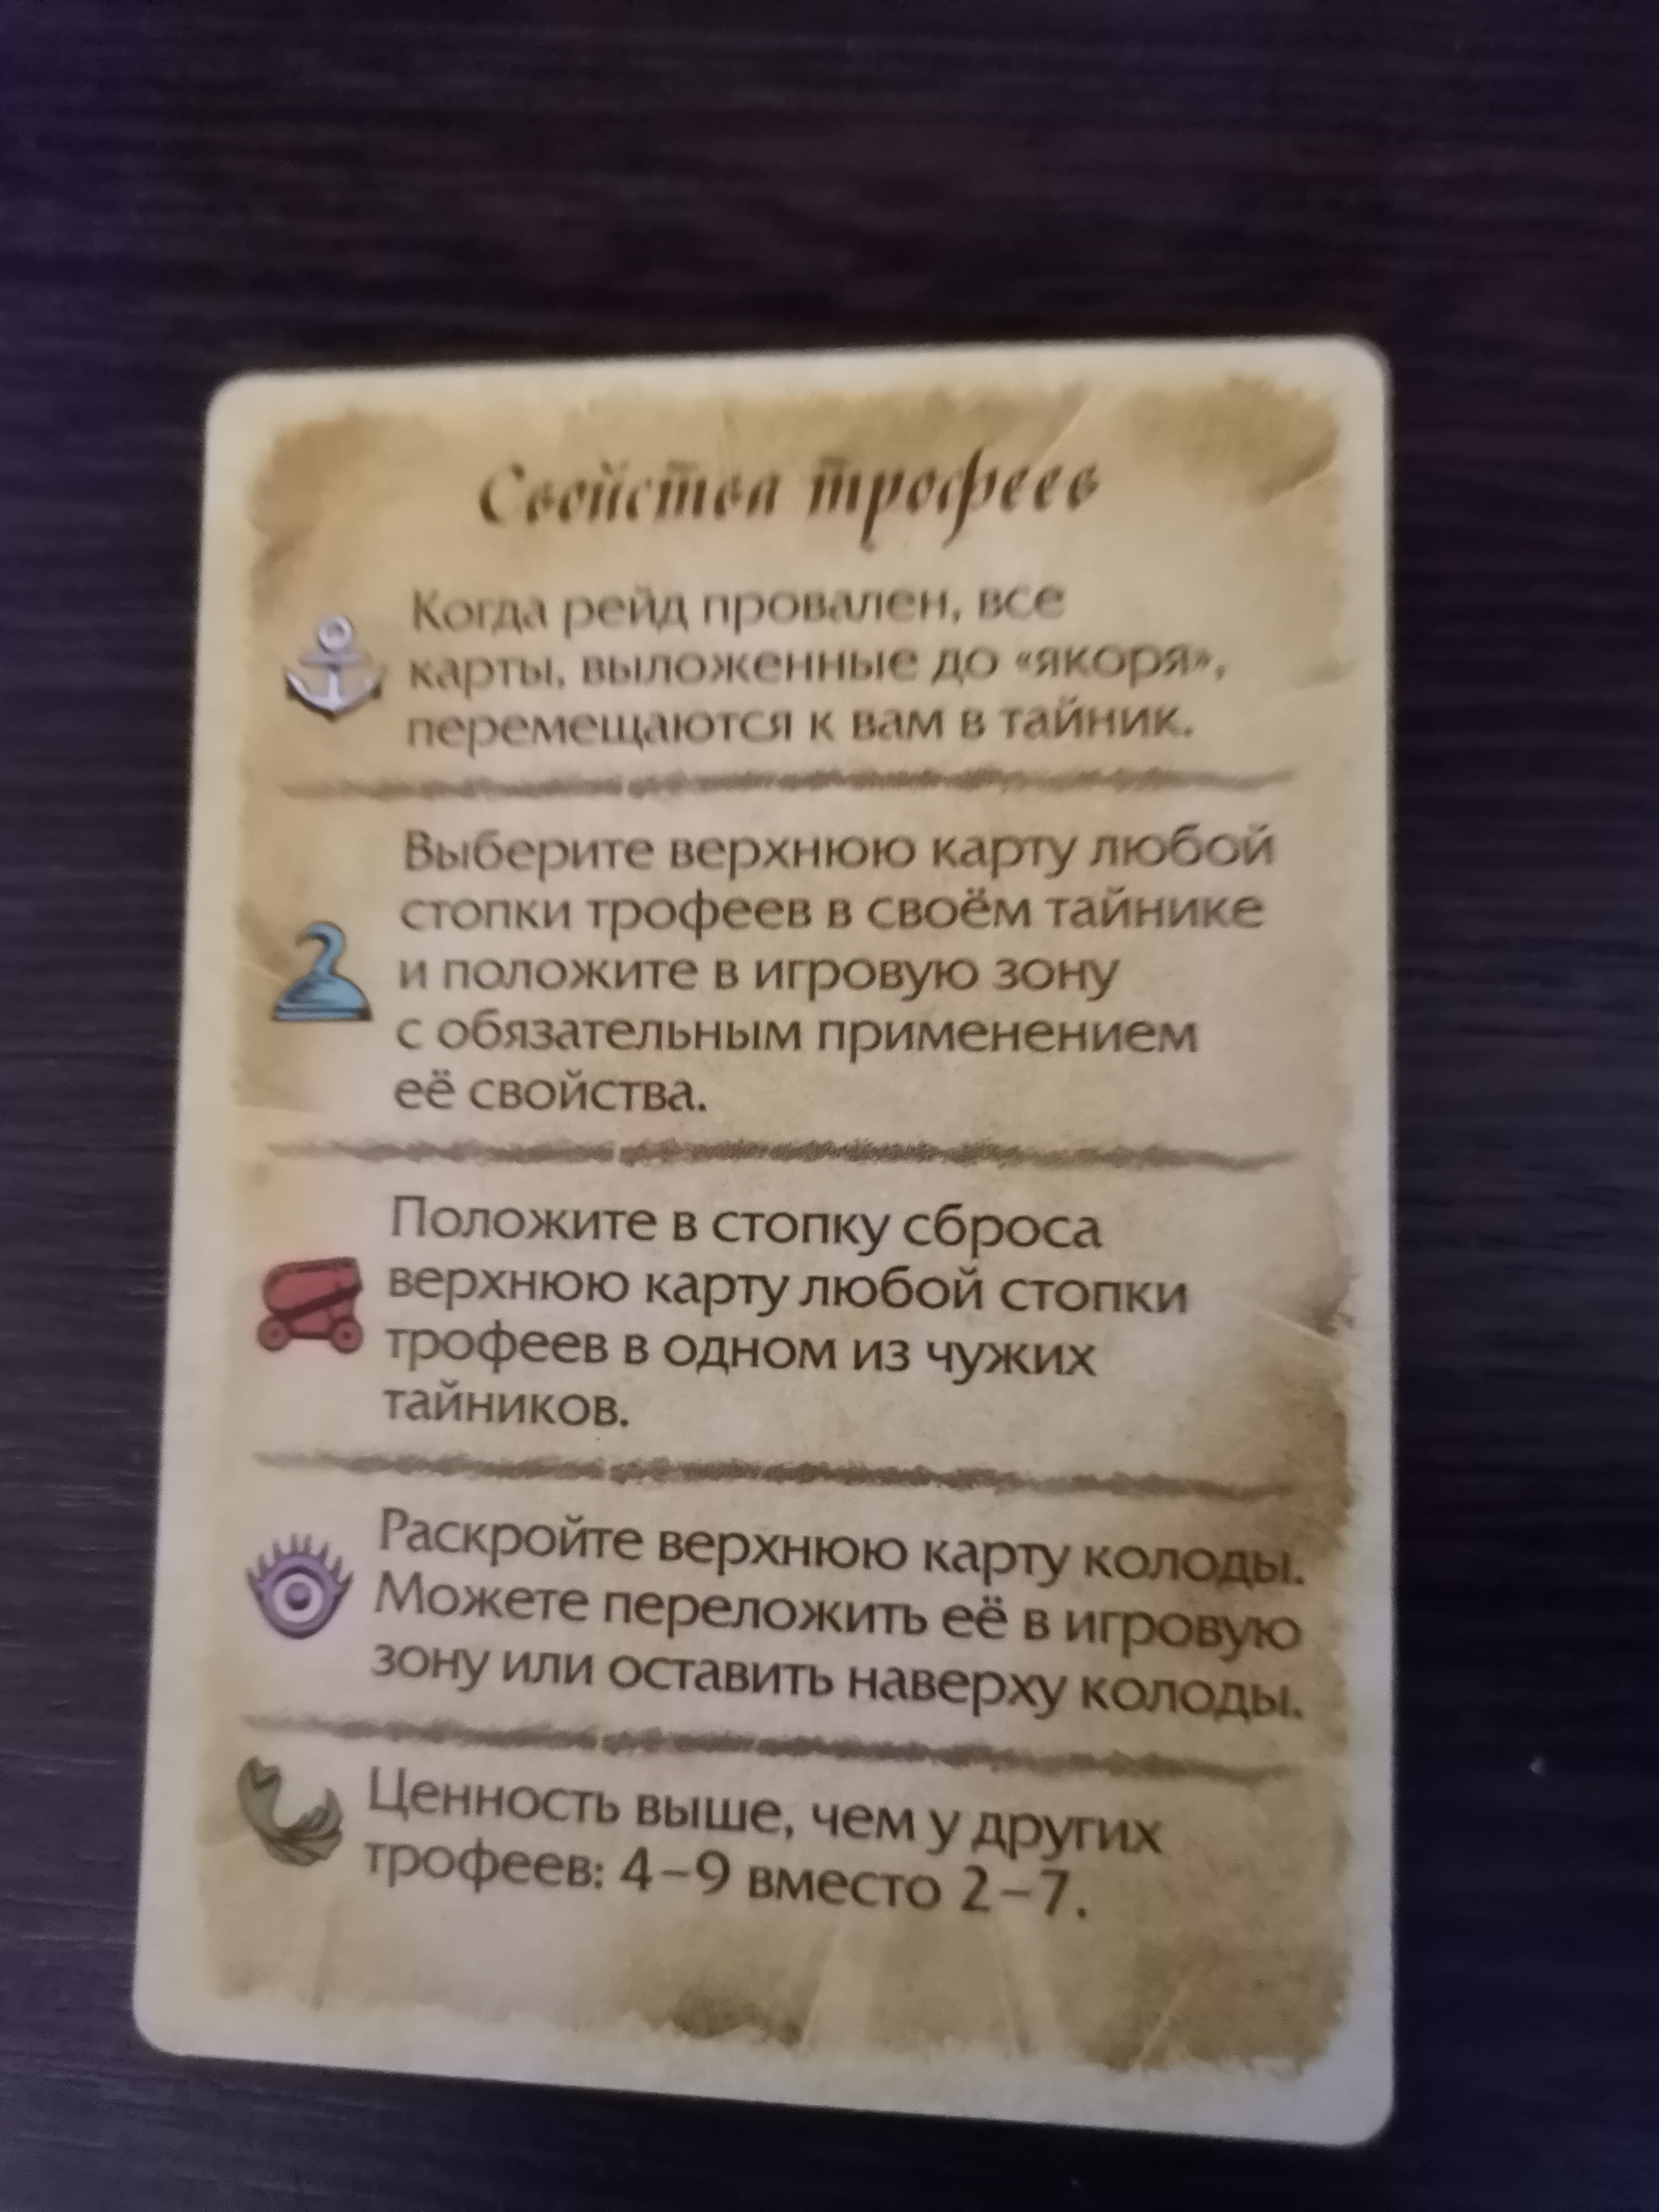 Свойства трофеев
Когда рейд провален, все
карты, выложенные до «якоря»,
перемещаются к вам в тайник.
Выберите верхнюю карту любой
стопки трофеев в своём тайнике
и положите в игровую зону
с обязательным применением
её свойства.
Положите в стопку сброса
верхнюю карту любой стопки
трофеев в одном из чужих
тайников.
Раскройте верхнюю карту колоды.
Можете переложить её в игровую
зону или оставить наверху колоды.
Ценность выше, чем у других
трофеев: 4–9 вместо 2–7.